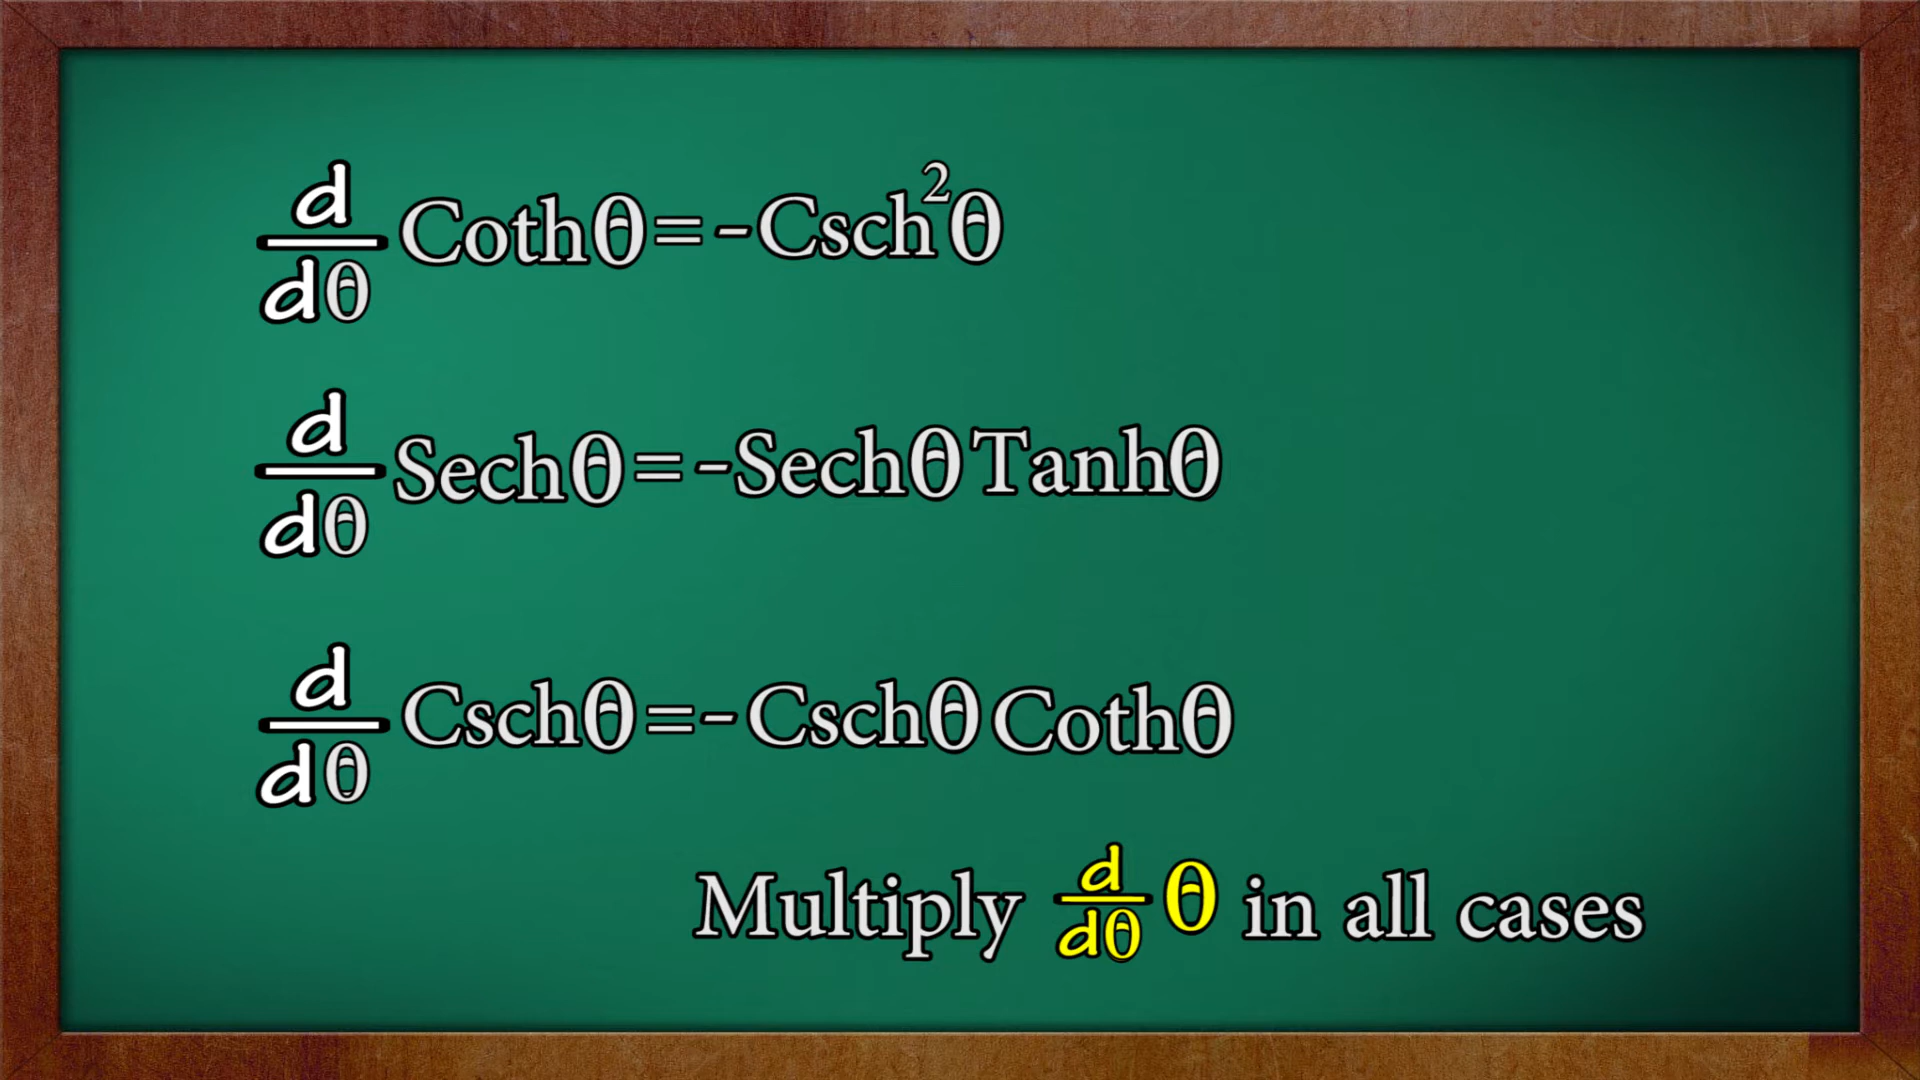 d/dθ Cothθ = -Csch²θ
d/dθ Sechθ = -Sechθ Tanhθ
d/dθ Cschθ = -Cschθ Cothθ
Multiply d/dθ θ in all cases